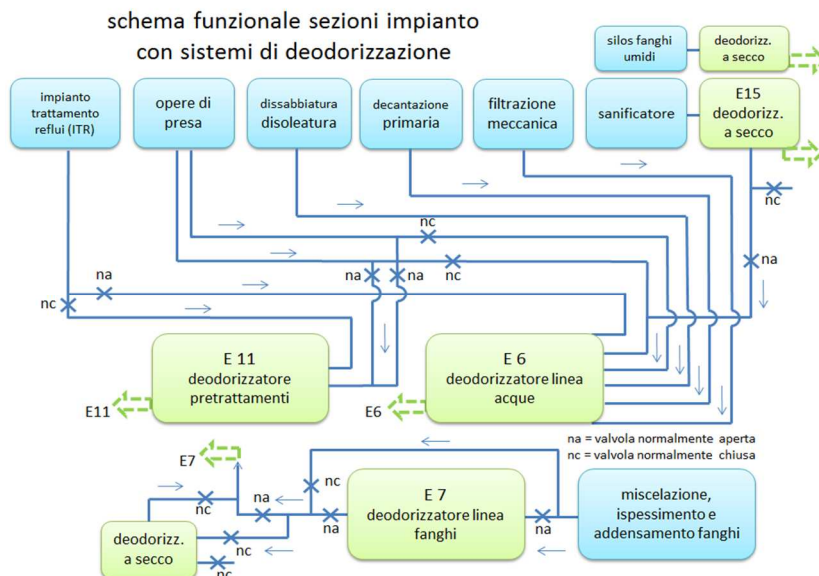 schema funzionale sezioni impianto
con sistemi di deodorizzazione
silos fanghi
umidi
deodorizz.
a secco
impianto
trattamento
reflui (ITR)
opere di
presa
dissabbiatura
disoleatura
decantazione
primaria
filtrazione
meccanica
sanificatore
E15
deodorizz.
a secco
nc
nc
na
na
nc
na
na
nc
E 11
deodorizzatore
pretrattamenti
E 6
deodorizzatore linea
acque
E11
E6
na = valvola normalmente aperta
nc = valvola normalmente chiusa
E7
nc
na
nc
E 7
deodorizzatore linea
fanghi
miscelazione,
ispessimento e
addensamento fanghi
na
na
deodorizz.
a secco
nc
nc